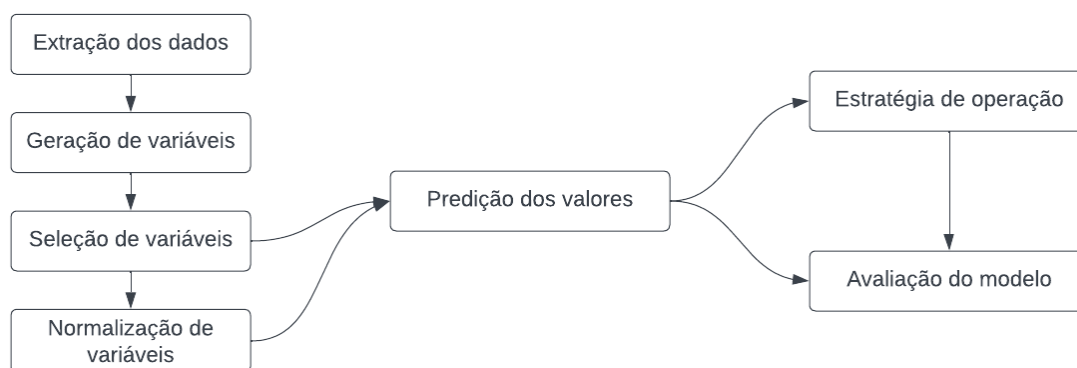 Extração dos dados
Geração de variáveis
Seleção de variáveis
Normalização de
variáveis
Predição dos valores
Estratégia de operação
Avaliação do modelo